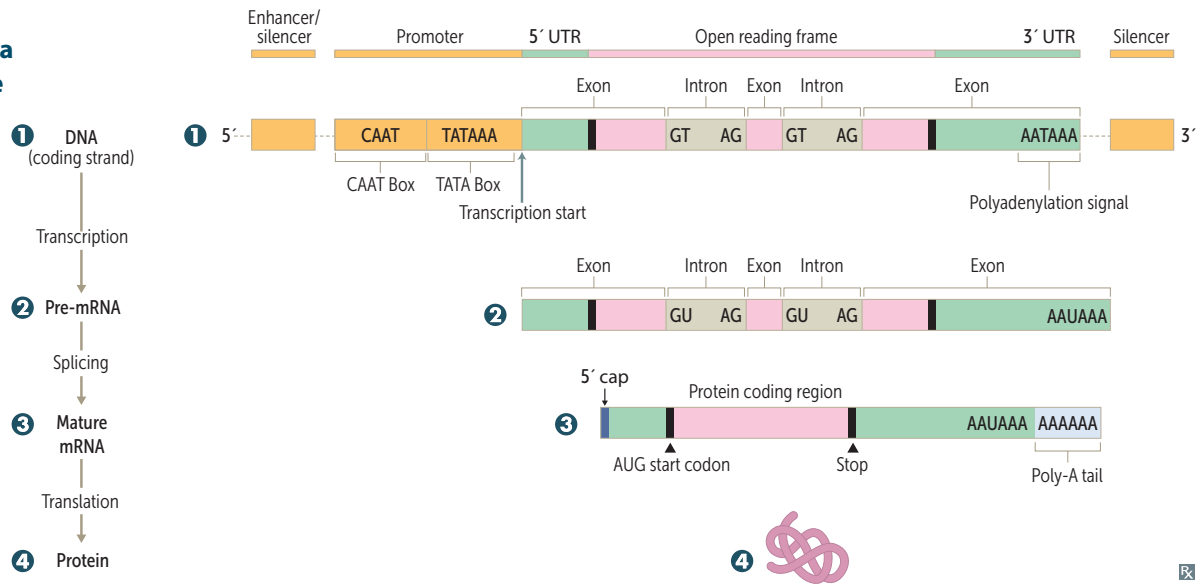 a
e
Enhancer/
silencer
Promoter
5´ UTR
Open reading frame
3´ UTR
Silencer
Exon
Intron
Exon
Intron
Exon
1
DNA
(coding strand)
1
5´
CAAT
TATAAA
GT
AG
GT
AG
AATAAA
3´
CAAT Box
TATA Box
Transcription start
Polyadenylation signal
Transcription
Exon
Intron
Exon
Intron
Exon
2
Pre-mRNA
2
GU
AG
GU
AG
AAUAAA
Splicing
5´ cap
Protein coding region
3
Mature
mRNA
3
AAUAAA
AAAAAA
AUG start codon
Stop
Poly-A tail
Translation
4
Protein
4
Rx